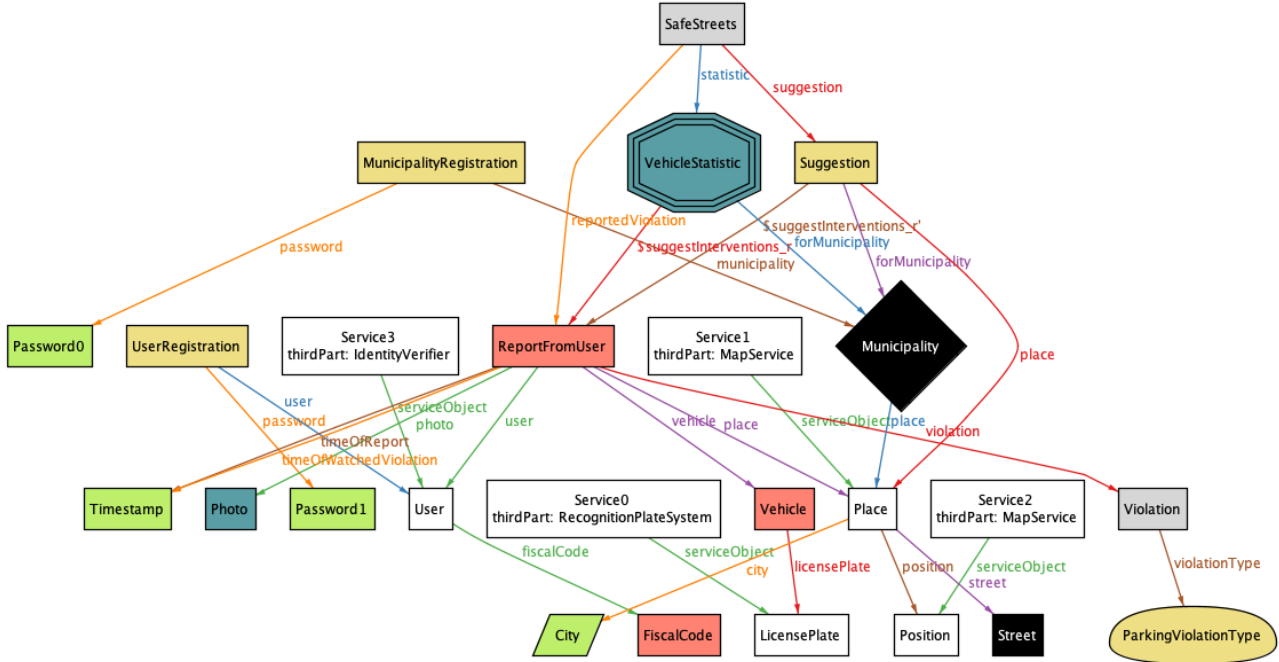 SafeStreets
statistic
suggestion
MunicipalityRegistration
VehicleStatistic
Suggestion
reportedViolation
$suggestInterventions_r'
password
$suggestInterventions_r
forMunicipality
municipality
forMunicipality
Password0
UserRegistration
Service3
thirdPart: IdentityVerifier
ReportFromUser
Service1
thirdPart: MapService
Municipality
place
user
serviceObject
password
photo
user
vehicle
place
serviceObject
place
violation
timeOfReport
timeOfWatchedViolation
Timestamp
Photo
Password1
User
Service0
thirdPart: RecognitionPlateSystem
Vehicle
Place
Service2
thirdPart: MapService
Violation
fiscalCode
serviceObject
city
licensePlate
position
serviceObject
street
violationType
City
FiscalCode
LicensePlate
Position
Street
ParkingViolationType